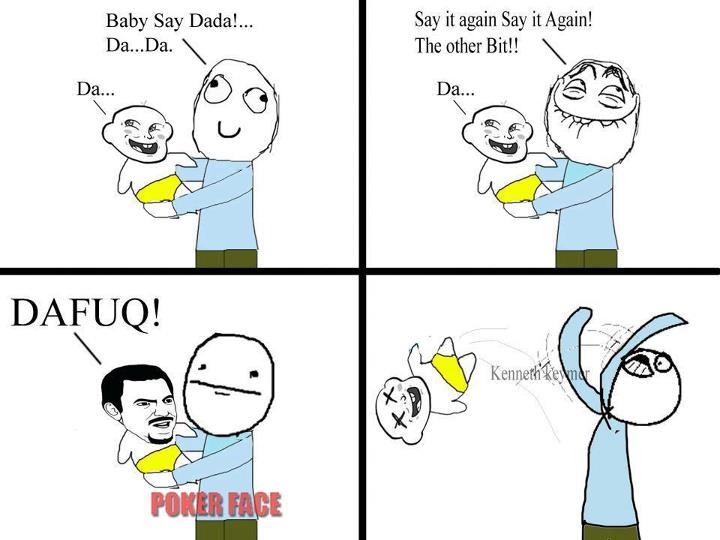 Baby Say Dada!...
Da...Da.
Da...
Say it again Say it Again!
The other Bit!!
Da...
DAFUQ!
POKER FACE
Kenneth keymer